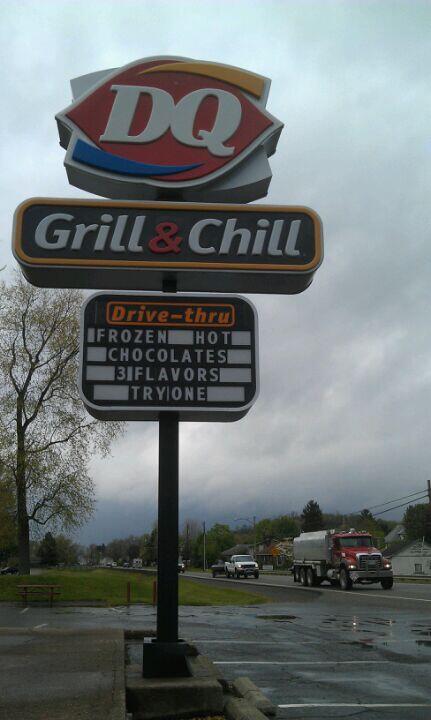 DQ
Grill & Chill
Drive-thru
FROZEN HOT
CHOCOLATES
3 FLAVORS
TRY ONE